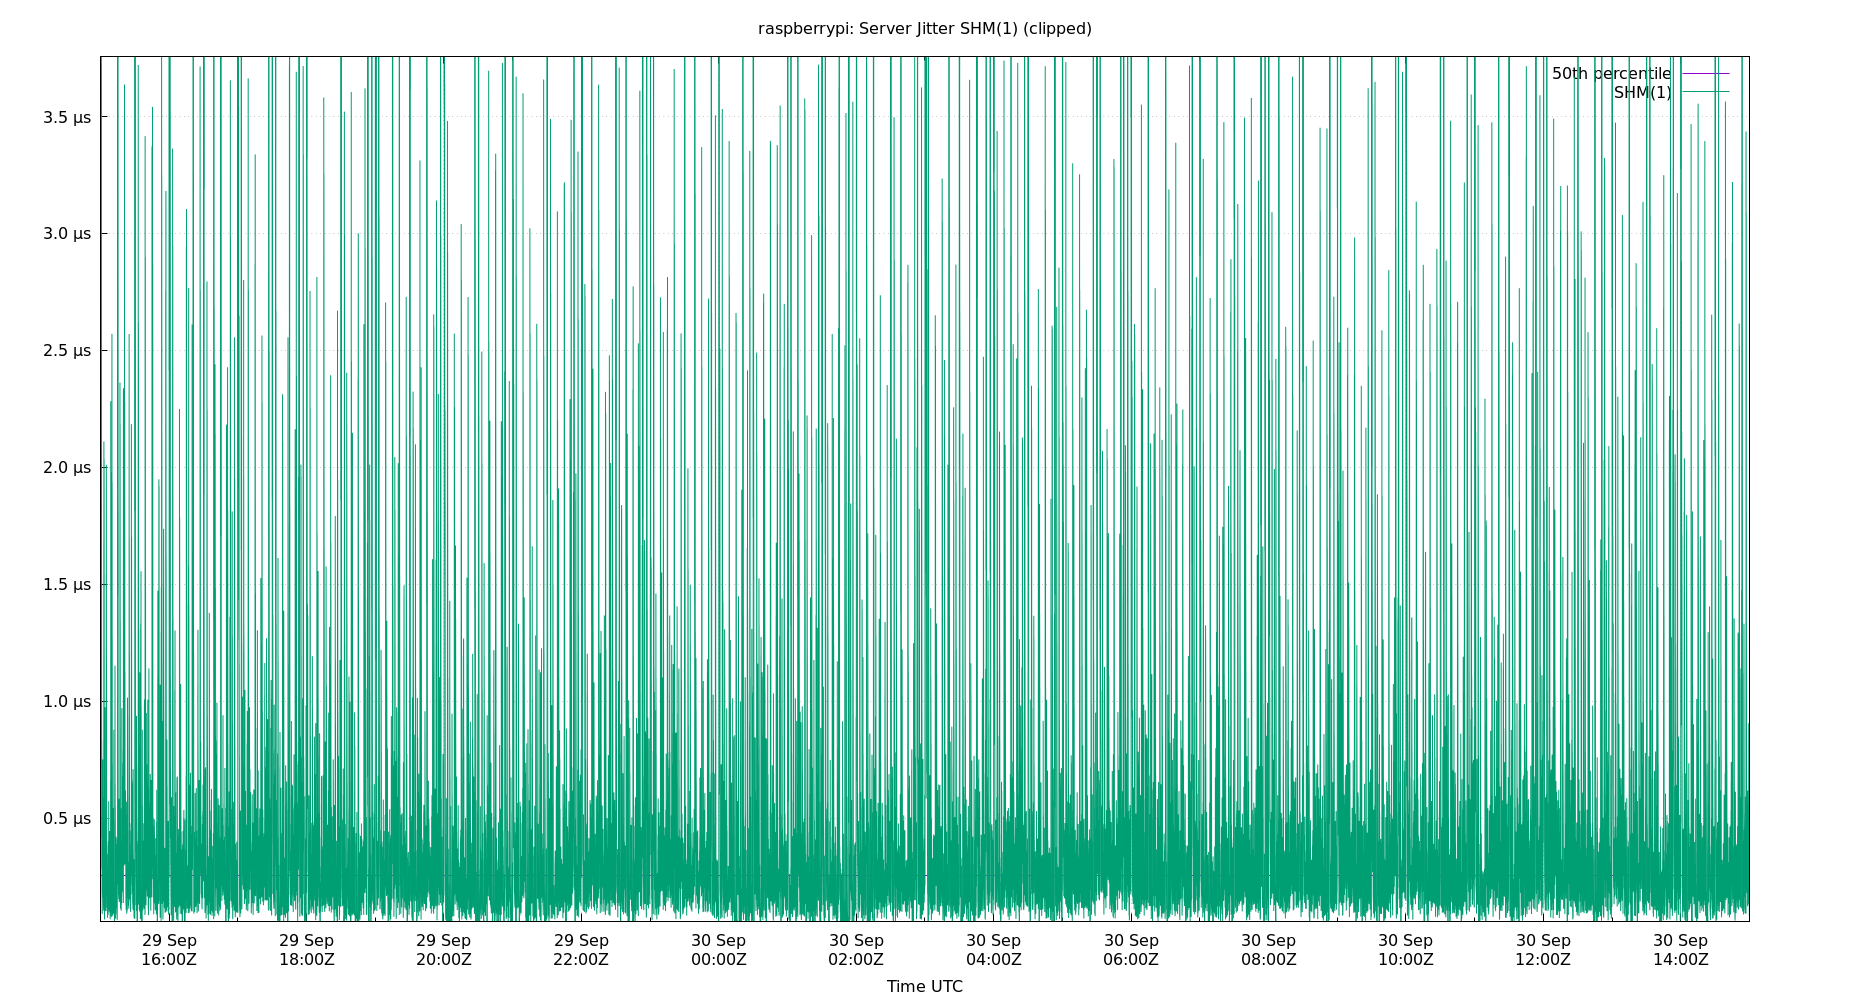 raspberrypi: Server Jitter SHM(1) (clipped)
50th percentile
SHM(1)
3.5 µs
3.0 µs
2.5 µs
2.0 µs
1.5 µs
1.0 µs
0.5 µs
29 Sep 29 Sep 29 Sep 29 Sep 30 Sep 30 Sep 30 Sep 30 Sep 30 Sep 30 Sep 30 Sep 30 Sep
16:00Z 18:00Z 20:00Z 22:00Z 00:00Z 02:00Z 04:00Z 06:00Z 08:00Z 10:00Z 12:00Z 14:00Z
Time UTC